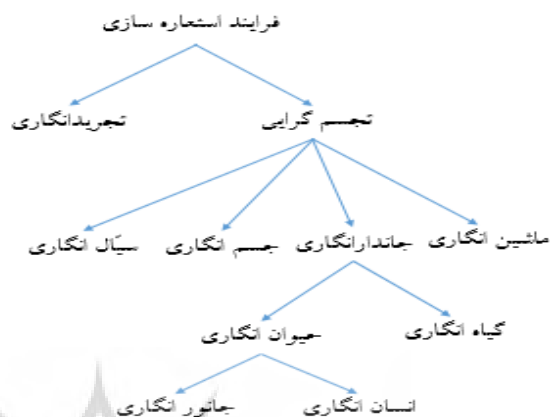 فرایند استعاره سازی
تجسم گرایی تجریدانگاری
ماشین انگاری جاندارانگاری جسم انگاری سیّال انگاری
گیاه انگاری حیوان انگاری
انسان انگاری جانور انگاری